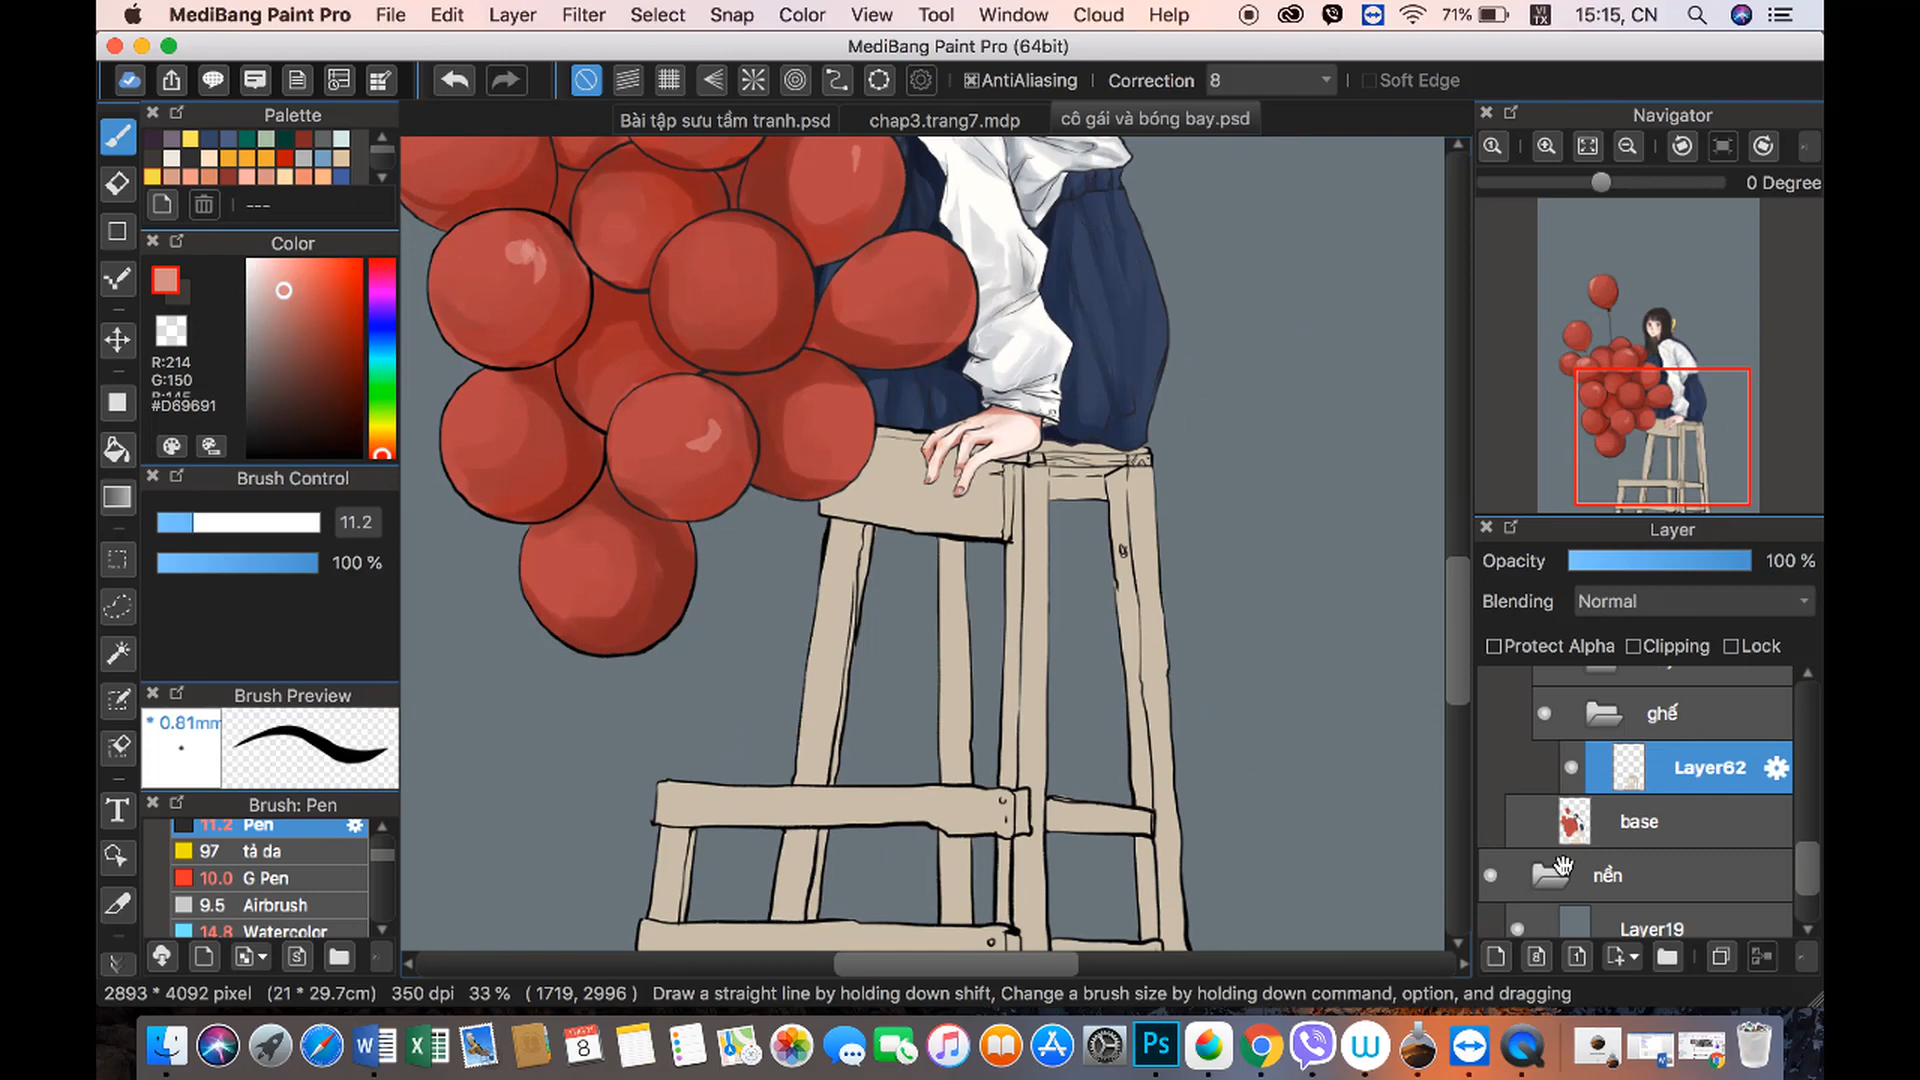 MediBang Paint Pro File Edit Layer Filter Select Snap Color View Tool Window Cloud Help 71% VI TX 15:15, CN
MediBang Paint Pro (64bit)
AntiAliasing Correction 8 Soft Edge
Palette
Bài tập sưu tầm tranh.psd chap3.trang7.mdp cô gái và bóng bay.psd
Navigator
0 Degree
---
Color
R:214
G:150
#D69691
Brush Control
11.2
100 %
Brush Preview
* 0.81mm
Brush: Pen
11.2 Pen
97 tả da
10.0 G Pen
9.5 Airbrush
14.8 Watercolor
Layer
Opacity 100 %
Blending Normal
Protect Alpha Clipping Lock
ghế
Layer62
base
nền
Layer19
2893 * 4092 pixel (21 * 29.7cm) 350 dpi 33 % ( 1719, 2996 ) Draw a straight line by holding down shift, Change a brush size by holding down command, option, and dragging
8
Ps